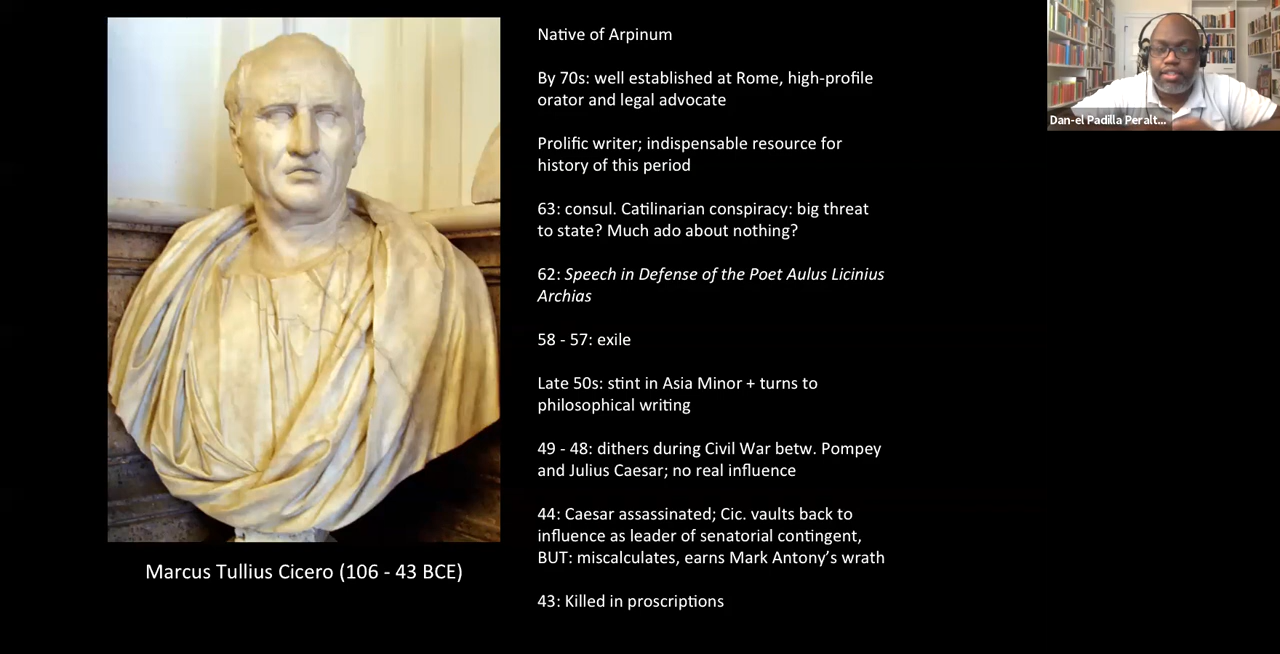 Native of Arpinum
By 70s: well established at Rome, high-profile
orator and legal advocate
Prolific writer; indispensable resource for
history of this period
63: consul. Catilinarian conspiracy: big threat
to state? Much ado about nothing?
62: Speech in Defense of the Poet Aulus Licinius
Archias
58 - 57: exile
Late 50s: stint in Asia Minor + turns to
philosophical writing
49 - 48: dithers during Civil War betw. Pompey
and Julius Caesar; no real influence
44: Caesar assassinated; Cic. vaults back to
influence as leader of senatorial contingent,
BUT: miscalculates, earns Mark Antony’s wrath
43: Killed in proscriptions
Marcus Tullius Cicero (106 - 43 BCE)
Dan-el Padilla Peralt...